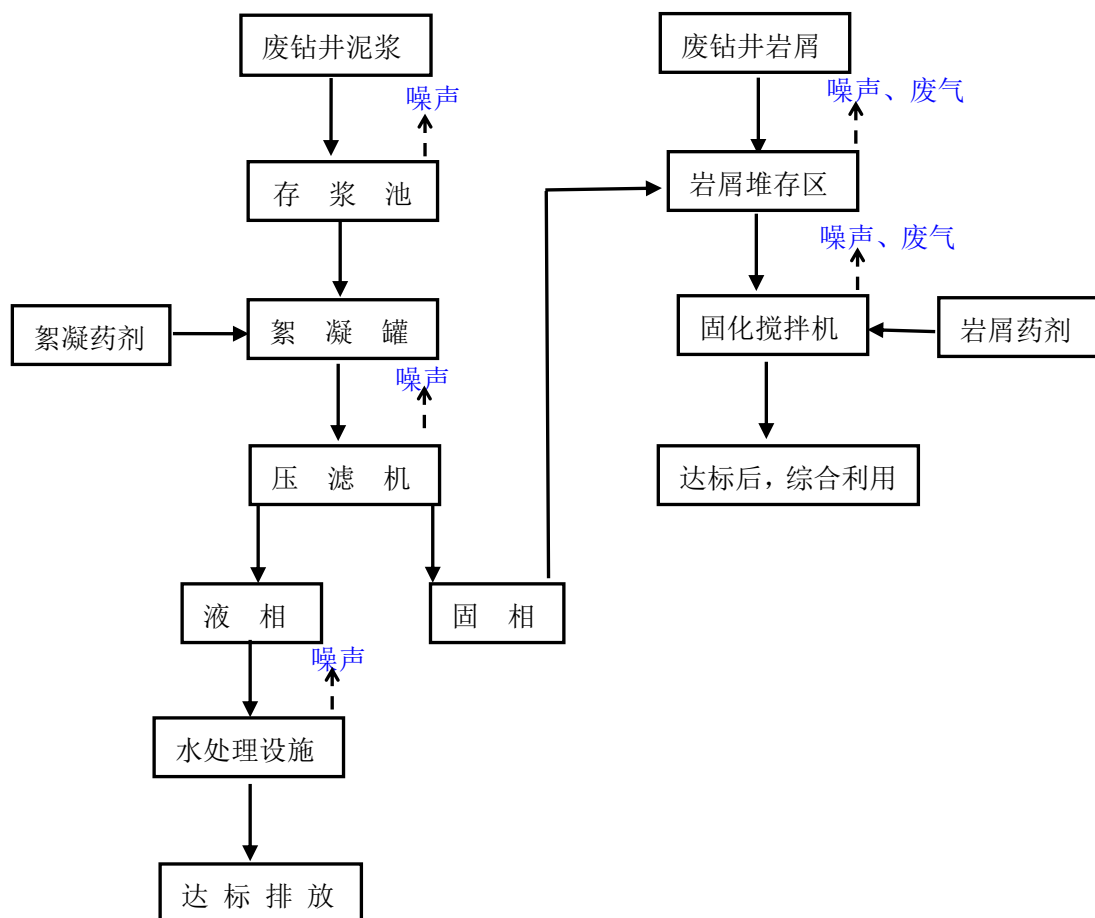 废钻井泥浆
废钻井岩屑
噪声
噪声、废气
存 浆 池
岩屑堆存区
噪声、废气
絮凝药剂
絮 凝 罐
固化搅拌机
岩屑药剂
噪声
压 滤 机
达标后，综合利用
液 相
固 相
噪声
水处理设施
达 标 排 放